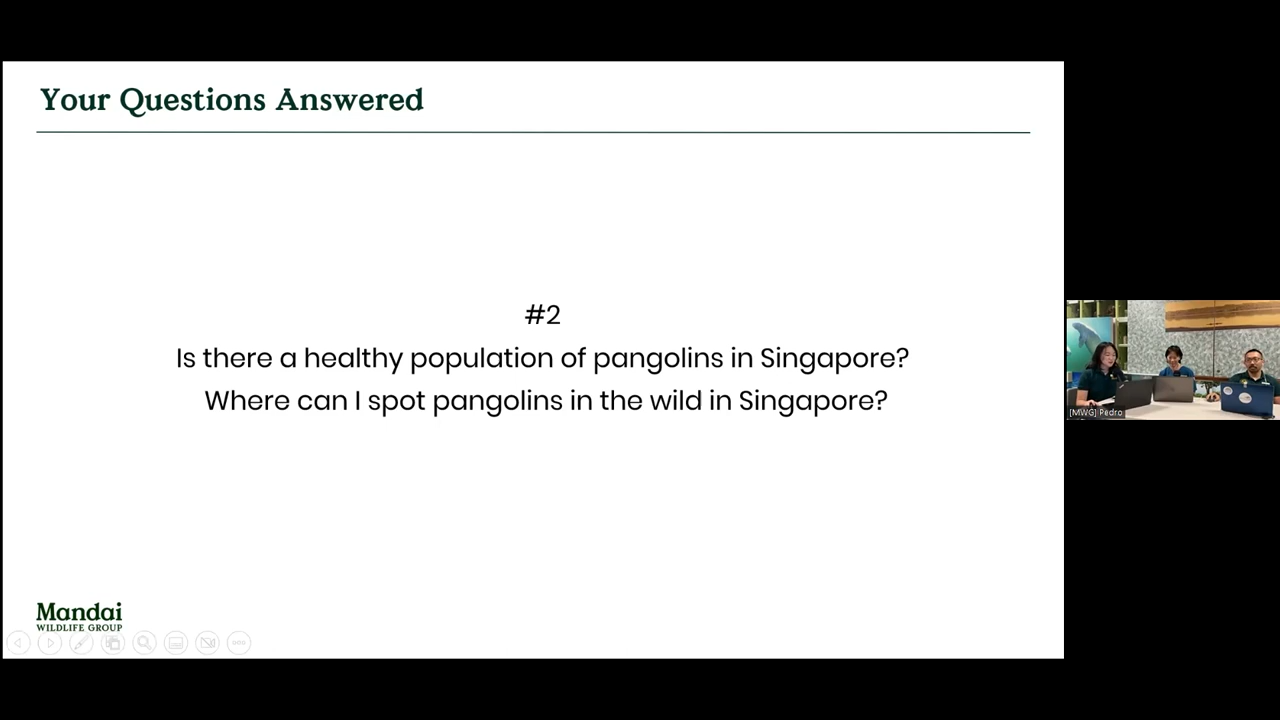 Your Questions Answered
#2
Is there a healthy population of pangolins in Singapore?
Where can I spot pangolins in the wild in Singapore?
[MWG] Pedro
Mandai
WILDLIFE GROUP